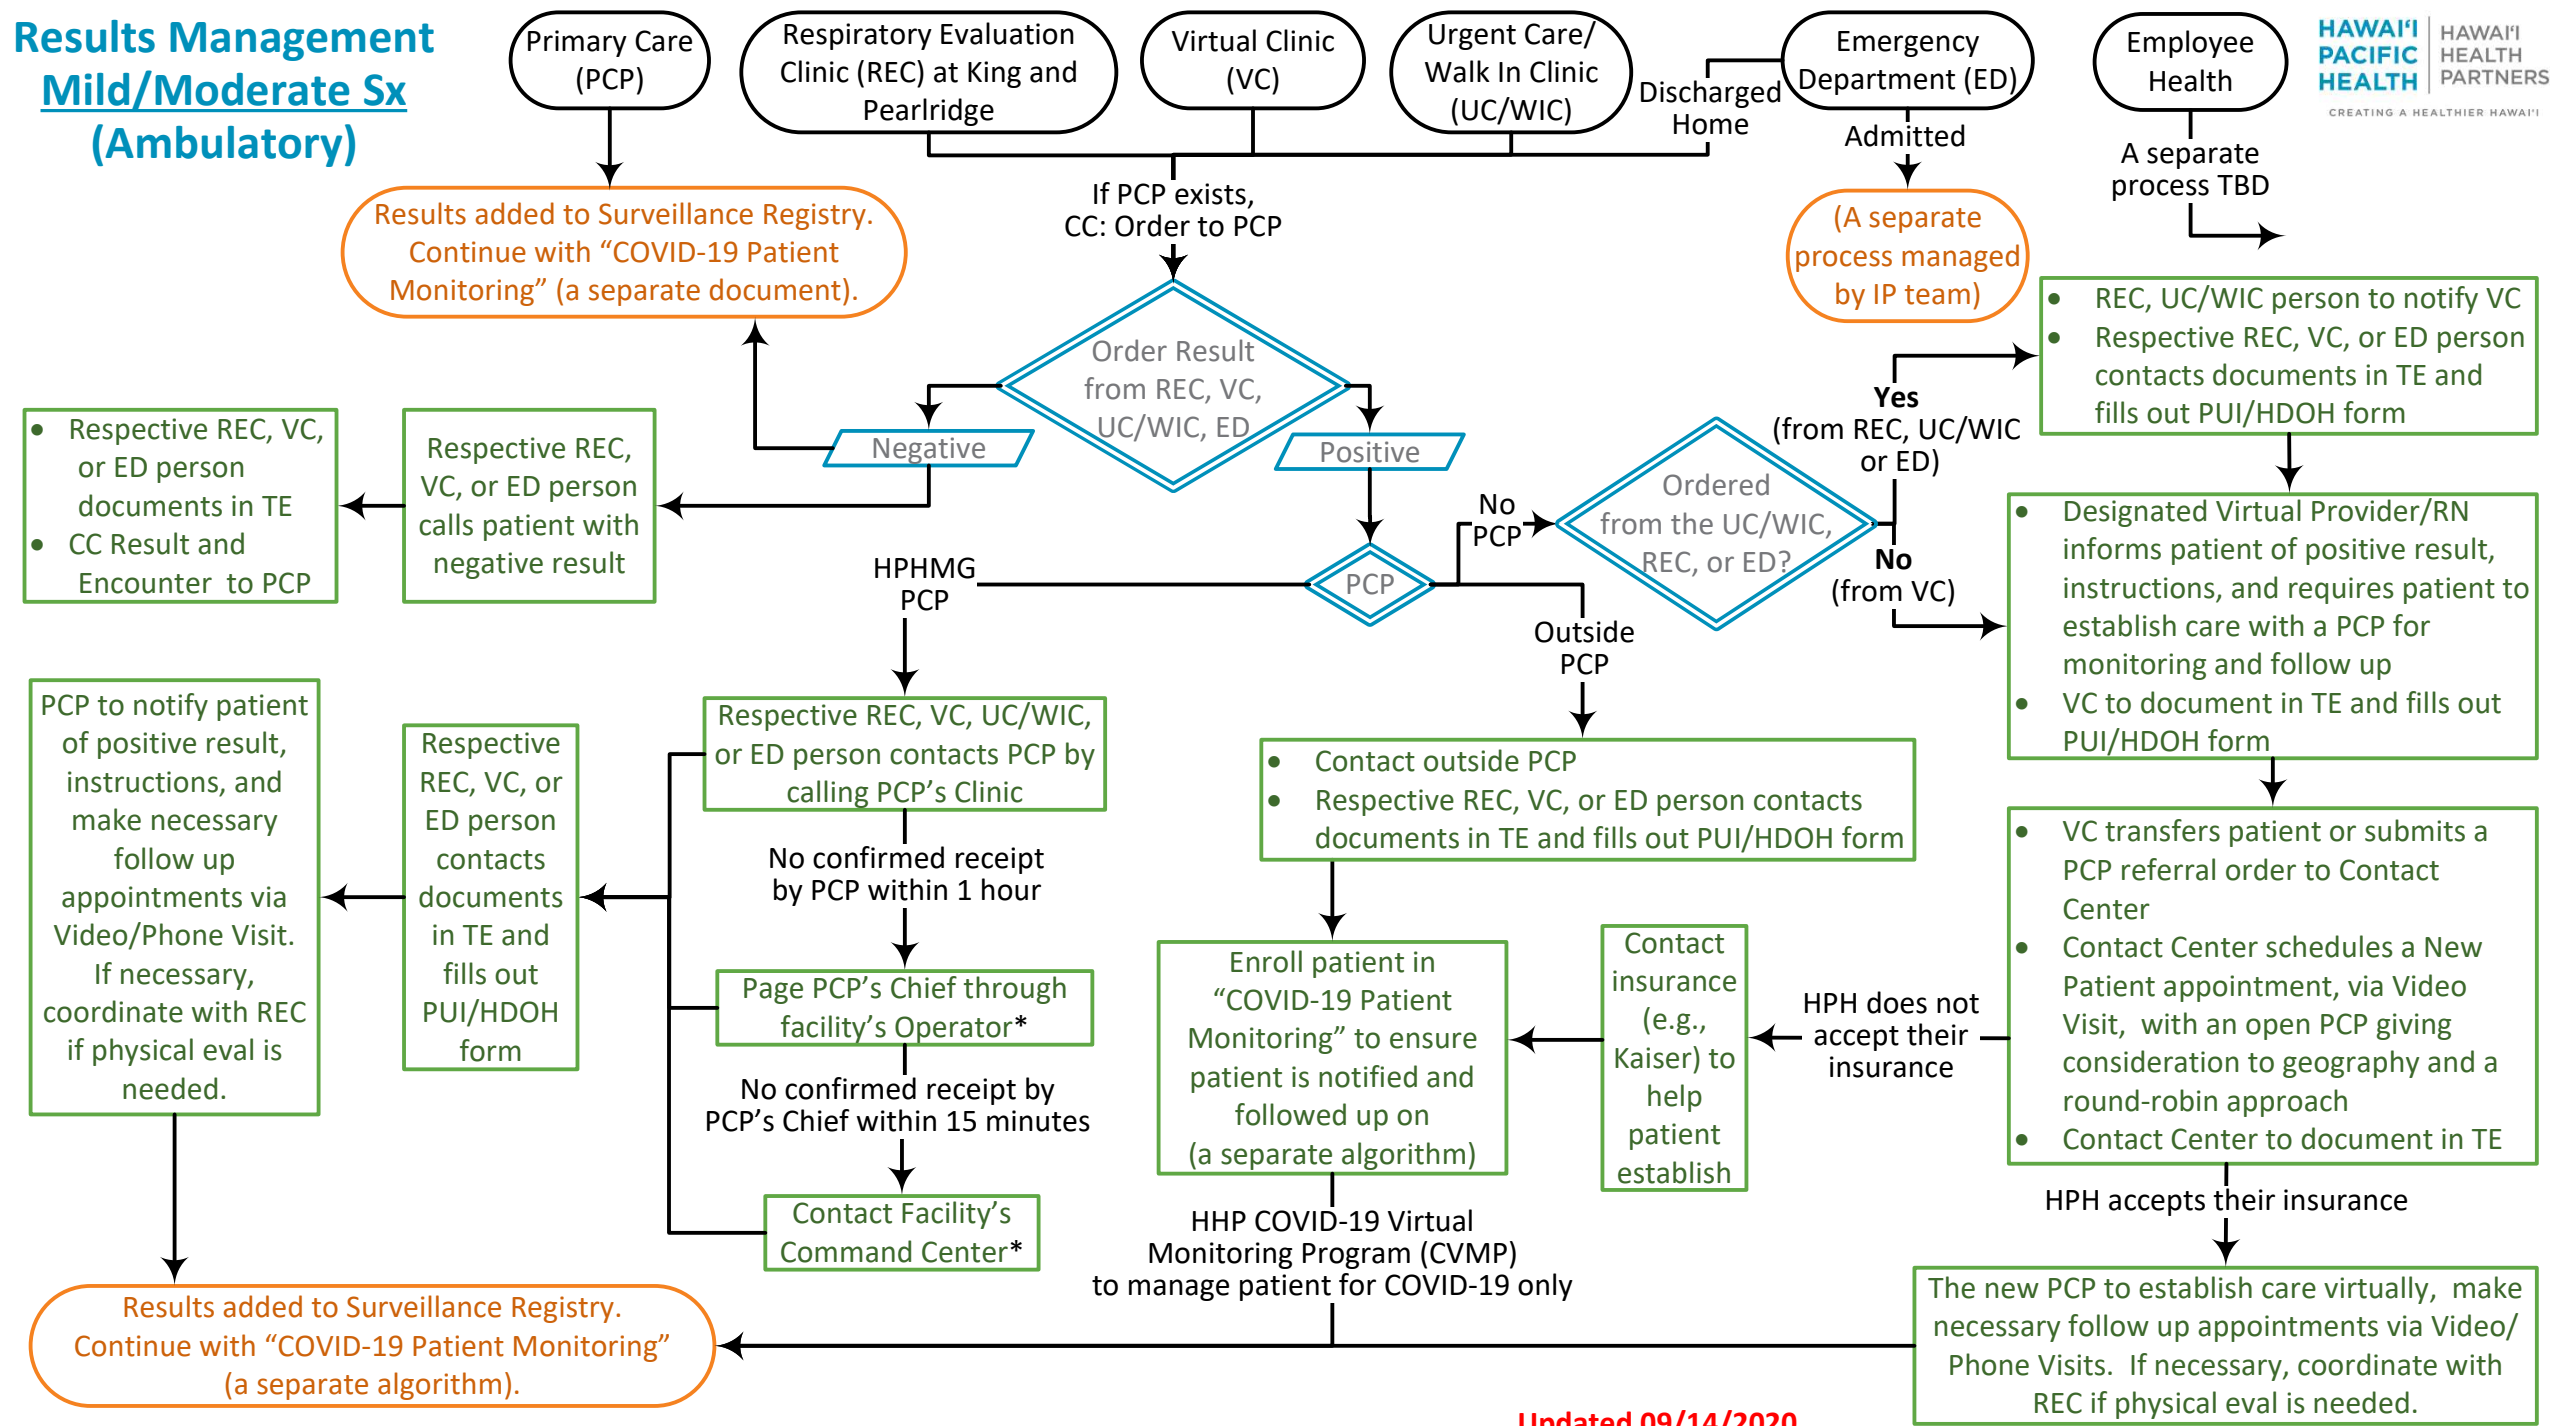 Results Management
Mild/Moderate Sx
(Ambulatory)
Primary Care
(PCP)
Respiratory Evaluation
Clinic (REC) at King and
Pearlridge
Virtual Clinic
(VC)
Urgent Care/
Walk In Clinic
(UC/WIC)
Discharged
Home
Emergency
Department (ED)
Admitted
Employee
Health
A separate
process TBD
HAWAI‘I
PACIFIC
HEALTH
HAWAI‘I
HEALTH
PARTNERS
CREATING A HEALTHIER HAWAI‘I
Results added to Surveillance Registry.
Continue with “COVID-19 Patient
Monitoring” (a separate document).
If PCP exists,
CC: Order to PCP
(A separate
process managed
by IP team)
Order Result
from REC, VC,
UC/WIC, ED
Negative
Positive
• Respective REC, VC,
or ED person
documents in TE
• CC Result and
Encounter to PCP
Respective REC,
VC, or ED person
calls patient with
negative result
PCP
HPHMG
PCP
No
PCP
Outside
PCP
Ordered
from the UC/WIC,
REC, or ED?
Yes
(from REC, UC/WIC
or ED)
No
(from VC)
• REC, UC/WIC person to notify VC
• Respective REC, VC, or ED person
contacts documents in TE and
fills out PUI/HDOH form
• Designated Virtual Provider/RN
informs patient of positive result,
instructions, and requires patient to
establish care with a PCP for
monitoring and follow up
• VC to document in TE and fills out
PUI/HDOH form
PCP to notify patient
of positive result,
instructions, and
make necessary
follow up
appointments via
Video/Phone Visit.
If necessary,
coordinate with REC
if physical eval is
needed.
Respective
REC, VC, or
ED person
contacts
documents
in TE and
fills out
PUI/HDOH
form
Respective REC, VC, UC/WIC,
or ED person contacts PCP by
calling PCP’s Clinic
No confirmed receipt
by PCP within 1 hour
Page PCP’s Chief through
facility’s Operator*
No confirmed receipt by
PCP’s Chief within 15 minutes
Contact Facility’s
Command Center*
• Contact outside PCP
• Respective REC, VC, or ED person contacts
documents in TE and fills out PUI/HDOH form
Enroll patient in
“COVID-19 Patient
Monitoring” to ensure
patient is notified and
followed up on
(a separate algorithm)
Contact
insurance
(e.g.,
Kaiser) to
help
patient
establish
HPH does not
accept their
insurance
• VC transfers patient or submits a
PCP referral order to Contact
Center
• Contact Center schedules a New
Patient appointment, via Video
Visit, with an open PCP giving
consideration to geography and a
round-robin approach
• Contact Center to document in TE
HPH accepts their insurance
HHP COVID-19 Virtual
Monitoring Program (CVMP)
to manage patient for COVID-19 only
Results added to Surveillance Registry.
Continue with “COVID-19 Patient Monitoring”
(a separate algorithm).
The new PCP to establish care virtually, make
necessary follow up appointments via Video/
Phone Visits. If necessary, coordinate with
REC if physical eval is needed.
Updated 09/14/2020